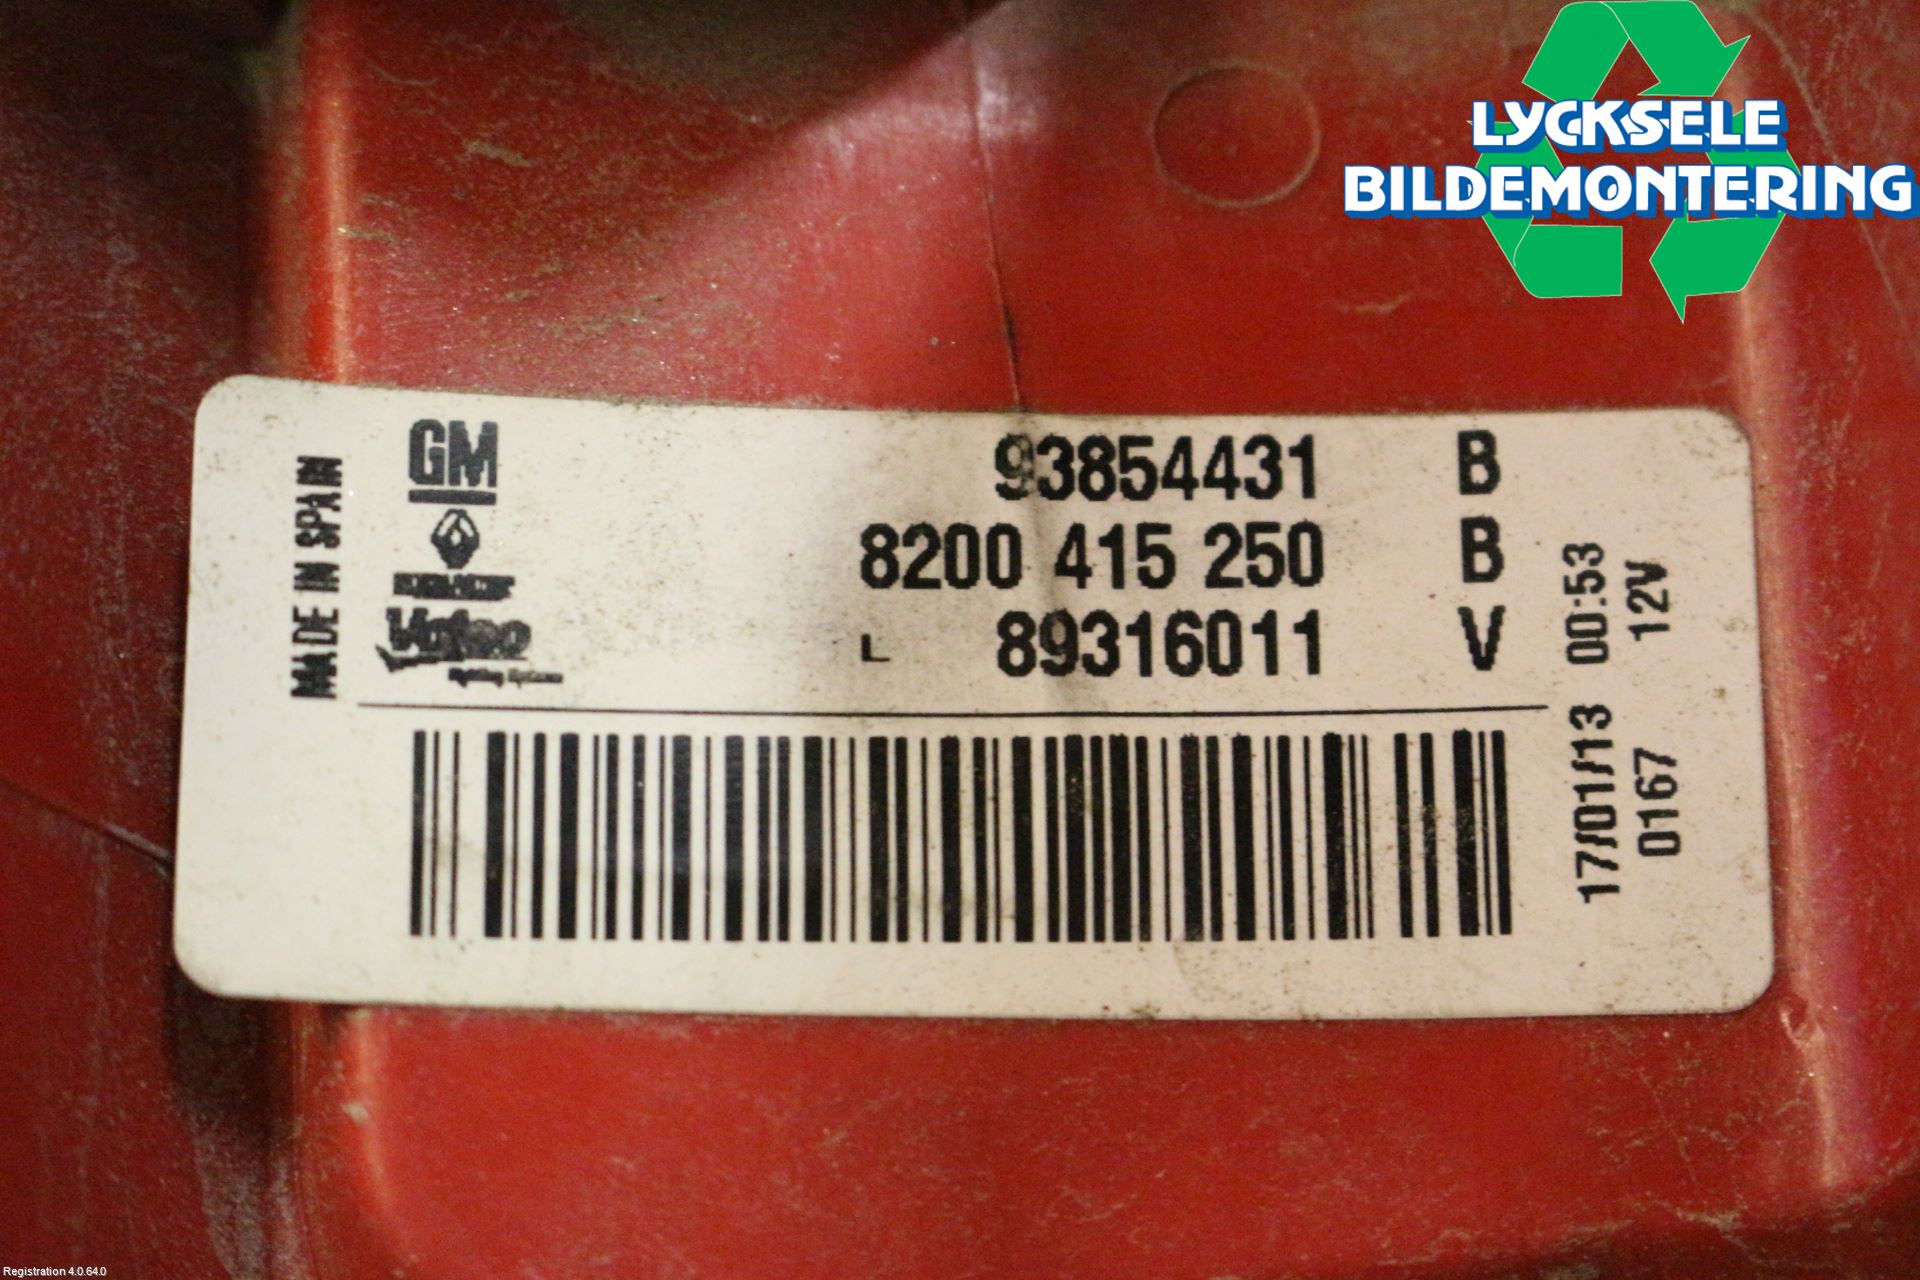 LYCKSELE
BILDEMONTERING
MADE IN SPAIN
GM
93854431 B
8200 415 250 B
L 89316011 V
17/01/13 00:53
0167 12V
Registration 4.0.64.0